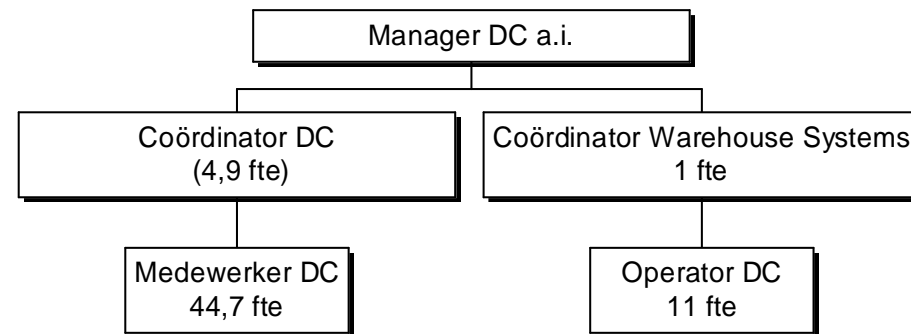 Manager DC a.i.
Coördinator DC
(4,9 fte)
Coördinator Warehouse Systems
1 fte
Medewerker DC
44,7 fte
Operator DC
11 fte